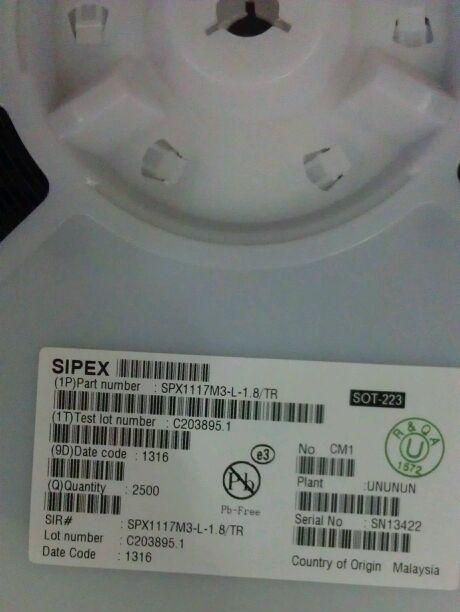 SIPEX
(1P)Part number : SPX1117M3-L-1.8/TR
SOT-223
(1T)Test lot number : C203895.1
(9D)Date code : 1316
(Q)Quantity : 2500
e3
Pb
Pb-Free
No CM1
Plant :UNUNUN
Serial No : SN13422
Country of Origin Malaysia
R&QA
U
1572
SIR# : SPX1117M3-L-1.8/TR
Lot number : C203895.1
Date Code : 1316